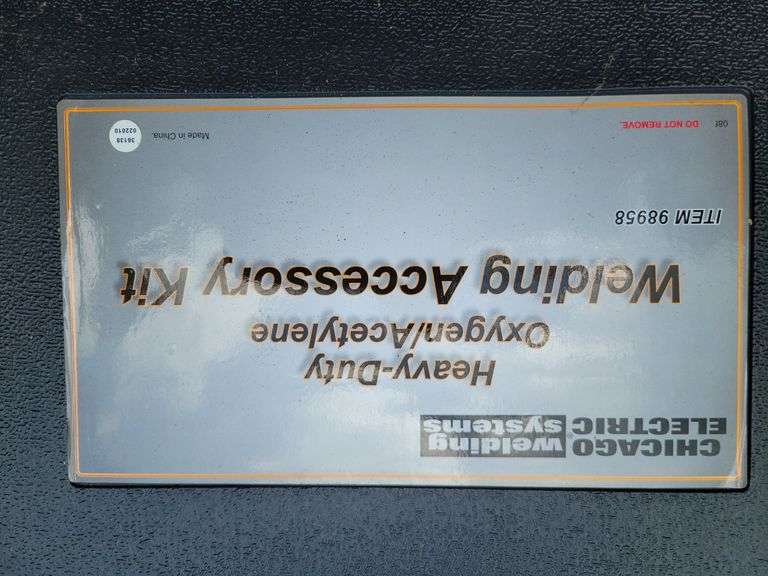 CHICAGO ELECTRIC welding systems
Heavy-Duty
Oxygen/Acetylene
Welding Accessory Kit
ITEM 98958
08f DO NOT REMOVE.
Made in China.
36138
022610